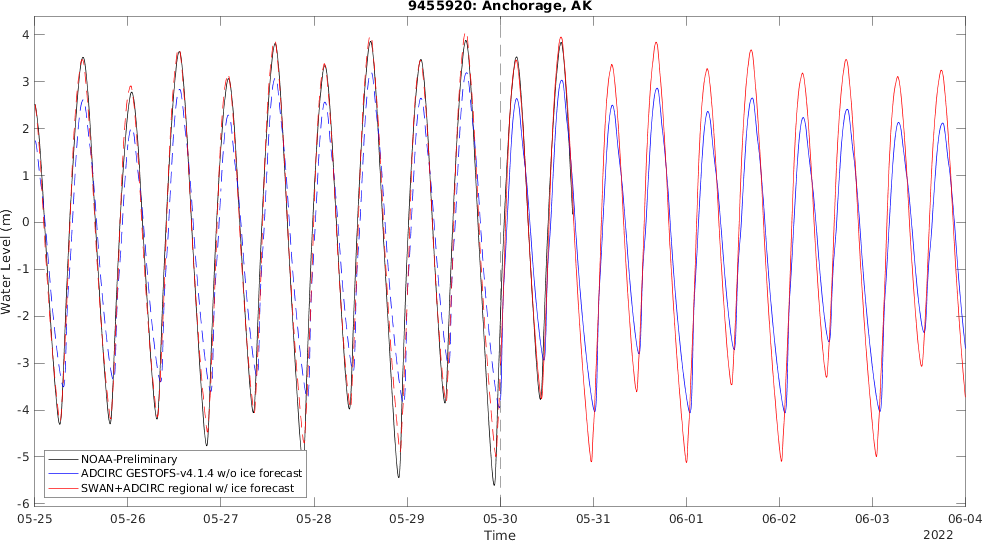 9455920: Anchorage, AK
4
3
2
1
0
-1
-2
-3
-4
-5
-6
Water Level (m)
NOAA-Preliminary
ADCIRC GESTOFS-v4.1.4 w/o ice forecast
SWAN+ADCIRC regional w/ ice forecast
05-25 05-26 05-27 05-28 05-29 05-30 05-31 06-01 06-02 06-03 06-04
Time
2022